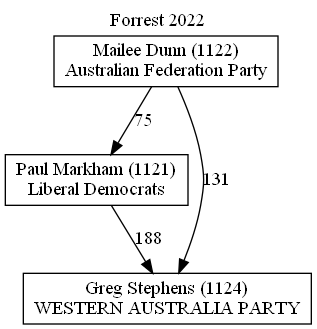 Forrest 2022
Mailee Dunn (1122)
Australian Federation Party
75
Paul Markham (1121)
Liberal Democrats
131
188
Greg Stephens (1124)
WESTERN AUSTRALIA PARTY